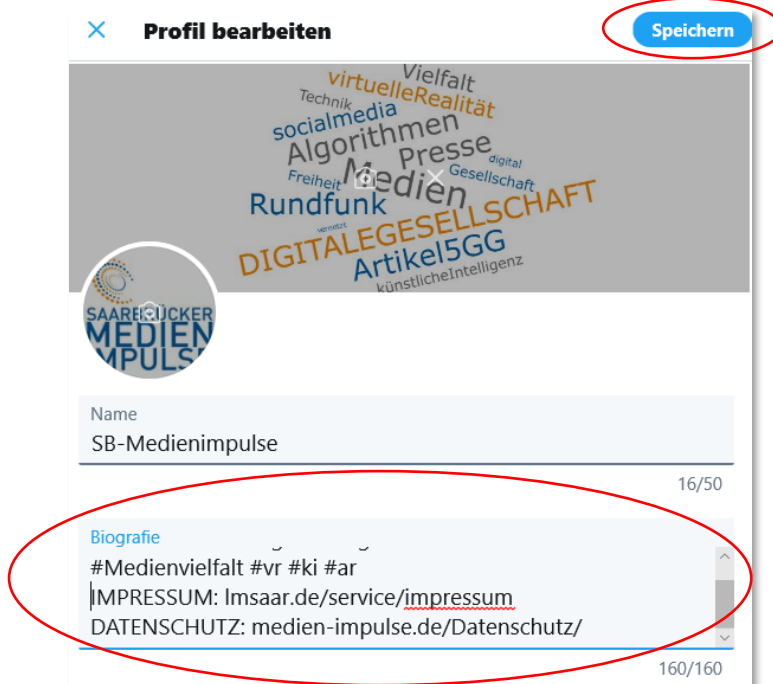 Profil bearbeiten
Speichern
Vielfalt
virtuelleRealität
Technik
socialmedia
Algorithmen
Presse
digital
Freiheit
Medien
Gesellschaft
Rundfunk
vernetzt
DIGITALEGESELLSCHAFT
Artikel5GG
künstlicheIntelligenz
SAARBRÜCKER
MEDIEN
MPULSE
Name
SB-Medienimpulse
16/50
Biografie
#Medienvielfalt #vr #ki #ar
IMPRESSUM: lmsaar.de/service/impressum
DATENSCHUTZ: medien-impulse.de/Datenschutz/
160/160